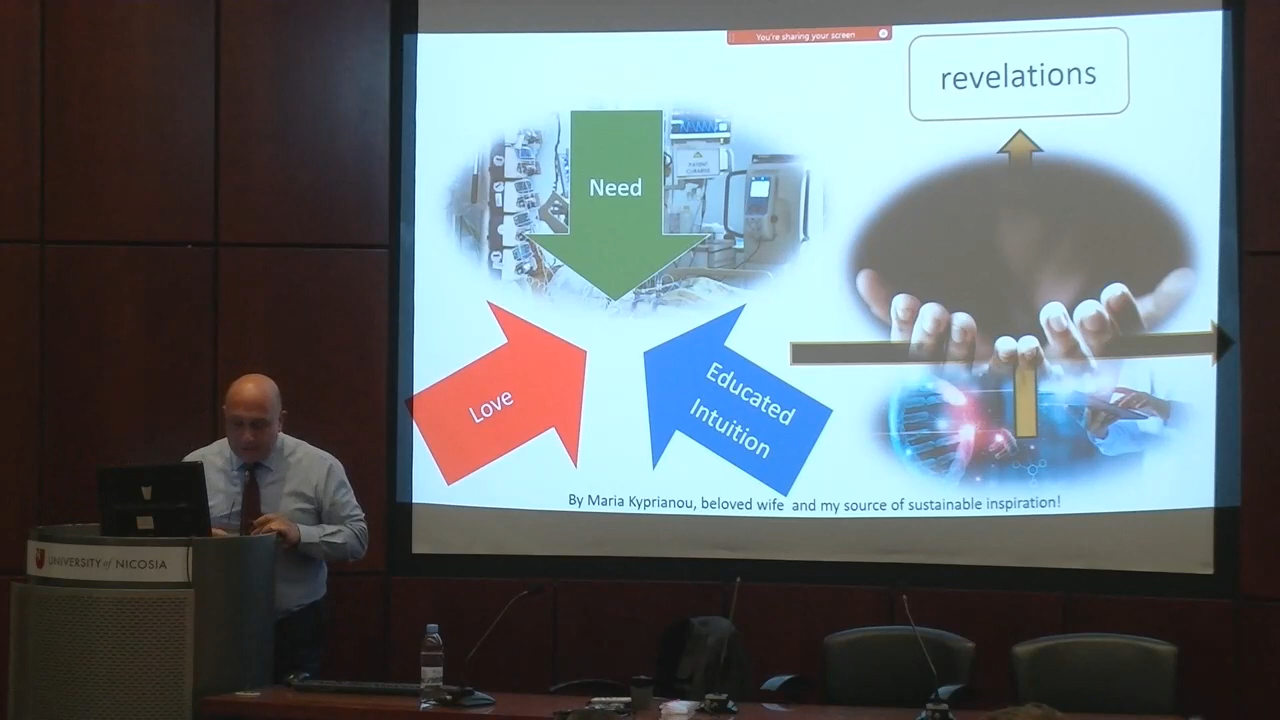 You're sharing your screen
revelations
Need
PATIENT
Love
Educated
Intuition
By Maria Kyprianou, beloved wife and my source of sustainable inspiration!
UNIVERSITY of NICOSIA